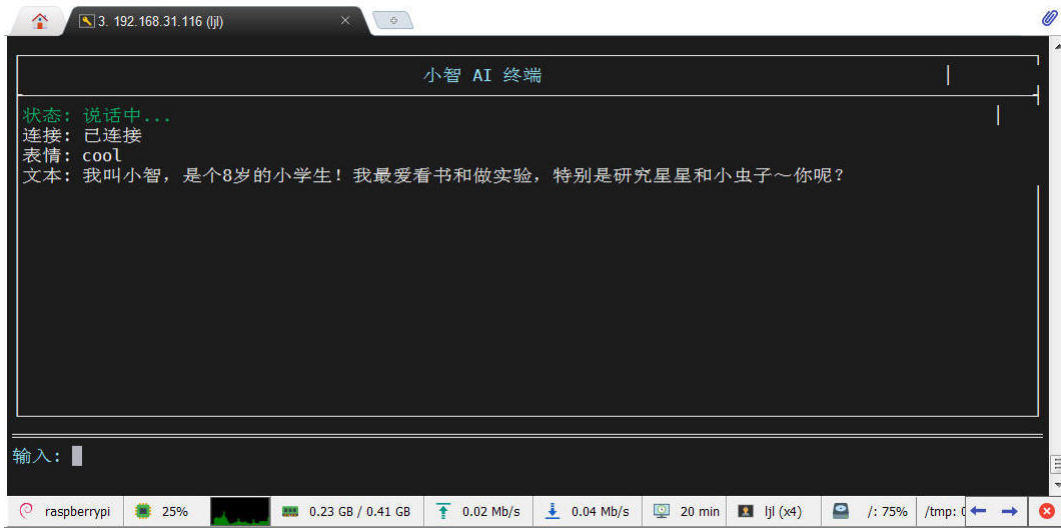 3. 192.168.31.116 (ljl)
小智 AI 终端
状态: 说话中...
连接: 已连接
表情: cool
文本: 我叫小智，是个8岁的小学生！我最爱看书和做实验，特别是研究星星和小虫子～你呢？
输入:
raspberrypi 25% 0.23 GB / 0.41 GB 0.02 Mb/s 0.04 Mb/s 20 min ljl (x4) /: 75% /tmp: